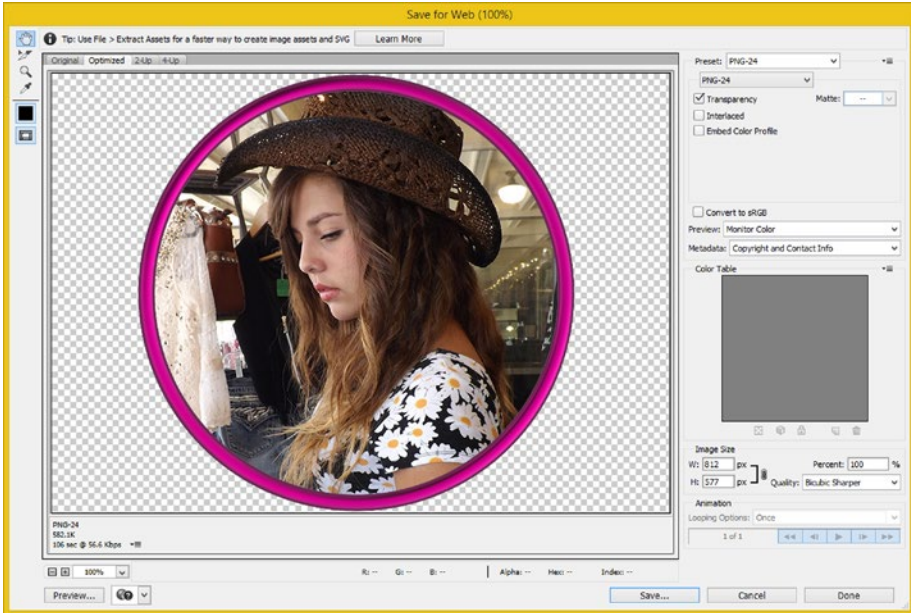 Save for Web (100%)
Tip: Use File > Extract Assets for a faster way to create image assets and SVG
Learn More
Original Optimized 2-Up 4-Up
Preset: PNG-24
PNG-24
Transparency Matte: --
Interlaced
Embed Color Profile
Convert to sRGB
Preview: Monitor Color
Metadata: Copyright and Contact Info
Color Table
Image Size
W: 812 px Percent: 100 %
H: 577 px Quality: Bicubic Sharper
Animation
Looping Options: Once
1 of 1
PNG-24
582.1K
106 sec @ 56.6 Kbps
100% R: -- G: -- B: -- Alpha: -- Hex: -- Index: --
Preview... Save... Cancel Done